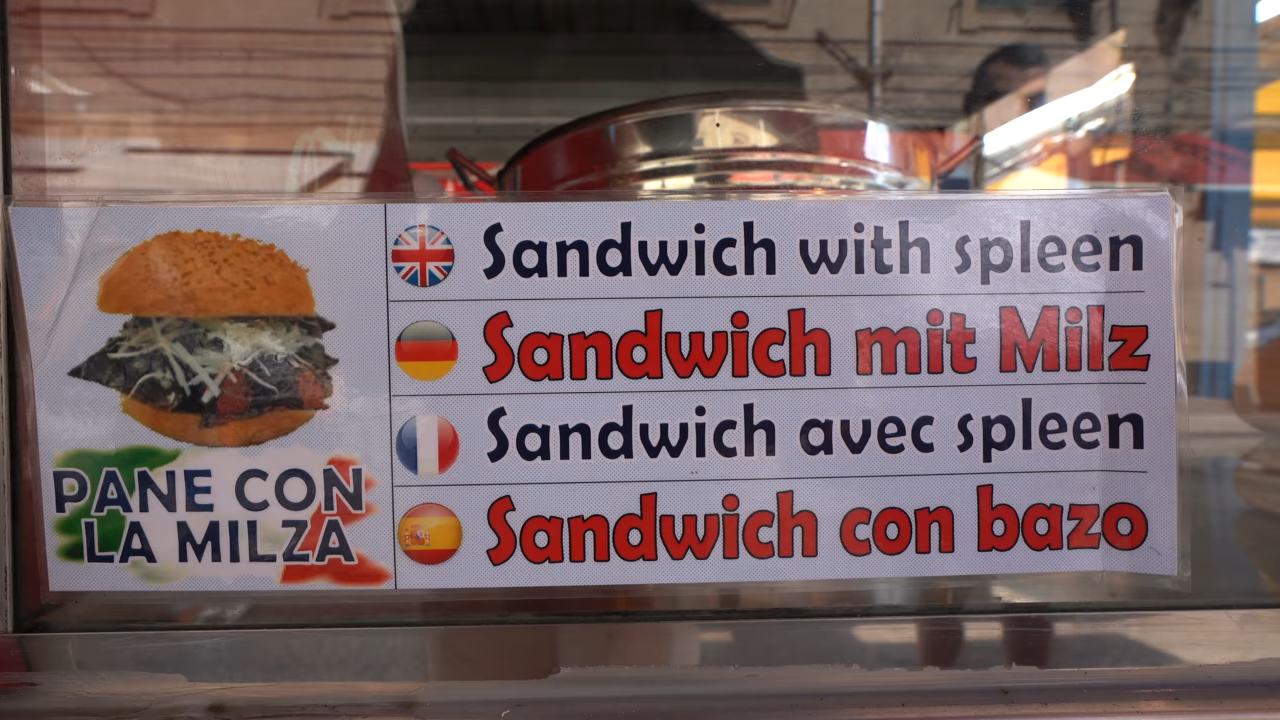 PANE CON
LA MILZA
Sandwich with spleen
Sandwich mit Milz
Sandwich avec spleen
Sandwich con bazo